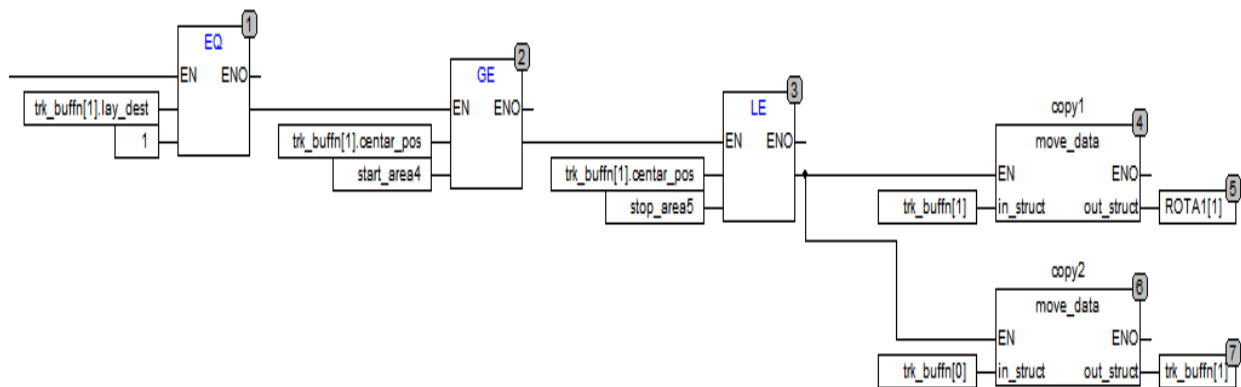 1
EQ
EN ENO
trk_buffn[1].lay_dest
1
2
GE
EN ENO
trk_buffn[1].centar_pos
start_area4
3
LE
EN ENO
trk_buffn[1].centar_pos
stop_area5
copy1
4
move_data
EN ENO
trk_buffn[1] in_struct out_struct ROTA1[1]
5
copy2
6
move_data
EN ENO
trk_buffn[0] in_struct out_struct trk_buffn[1]
7